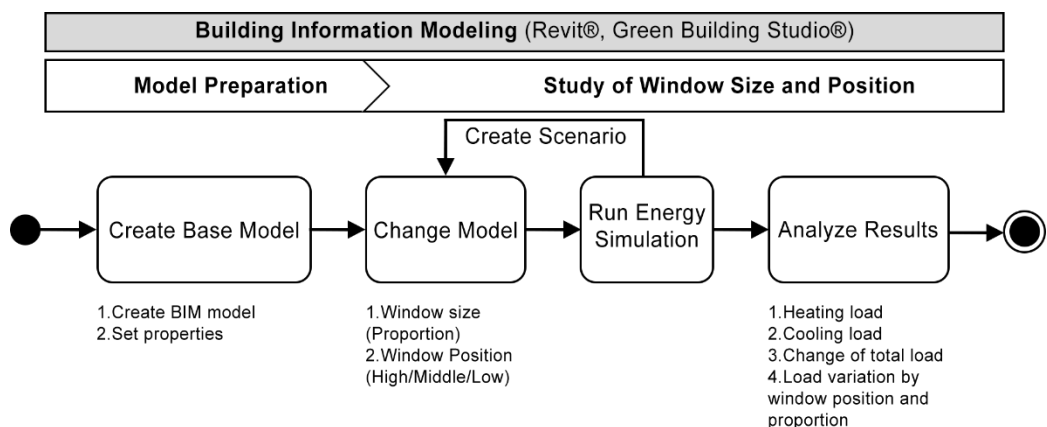 Building Information Modeling (Revit®, Green Building Studio®)
Model Preparation
Study of Window Size and Position
Create Scenario
Create Base Model
Change Model
Run Energy
Simulation
Analyze Results
1.Create BIM model
2.Set properties
1.Window size
(Proportion)
2.Window Position
(High/Middle/Low)
1.Heating load
2.Cooling load
3.Change of total load
4.Load variation by
window position and
proportion